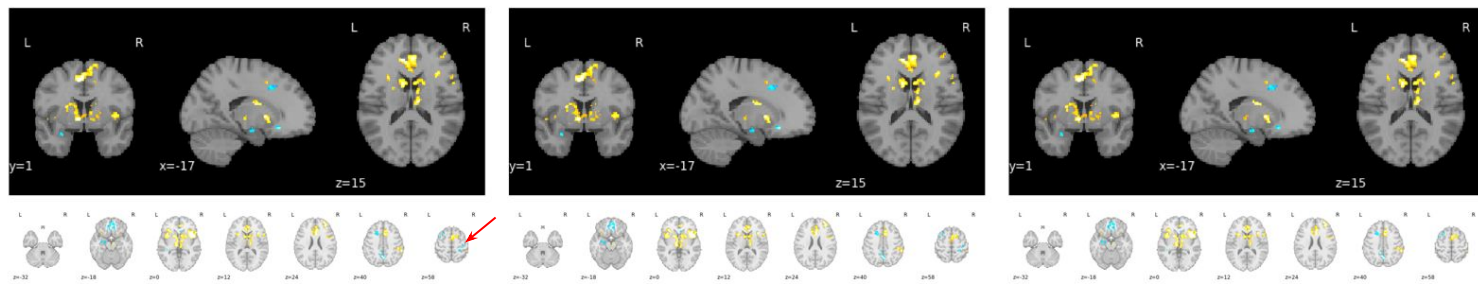 L R L R
y=1 x=-17 z=15
L R L R L R L R L R L R L R
z=-32 z=-18 z=0 z=12 z=24 z=40 z=58
L R L R
y=1 x=-17 z=15
L R L R L R L R L R L R L R
z=-32 z=-18 z=0 z=12 z=24 z=40 z=58
L R L R
y=1 x=-17 z=15
L R L R L R L R L R L R L R
z=-32 z=-18 z=0 z=12 z=24 z=40 z=58